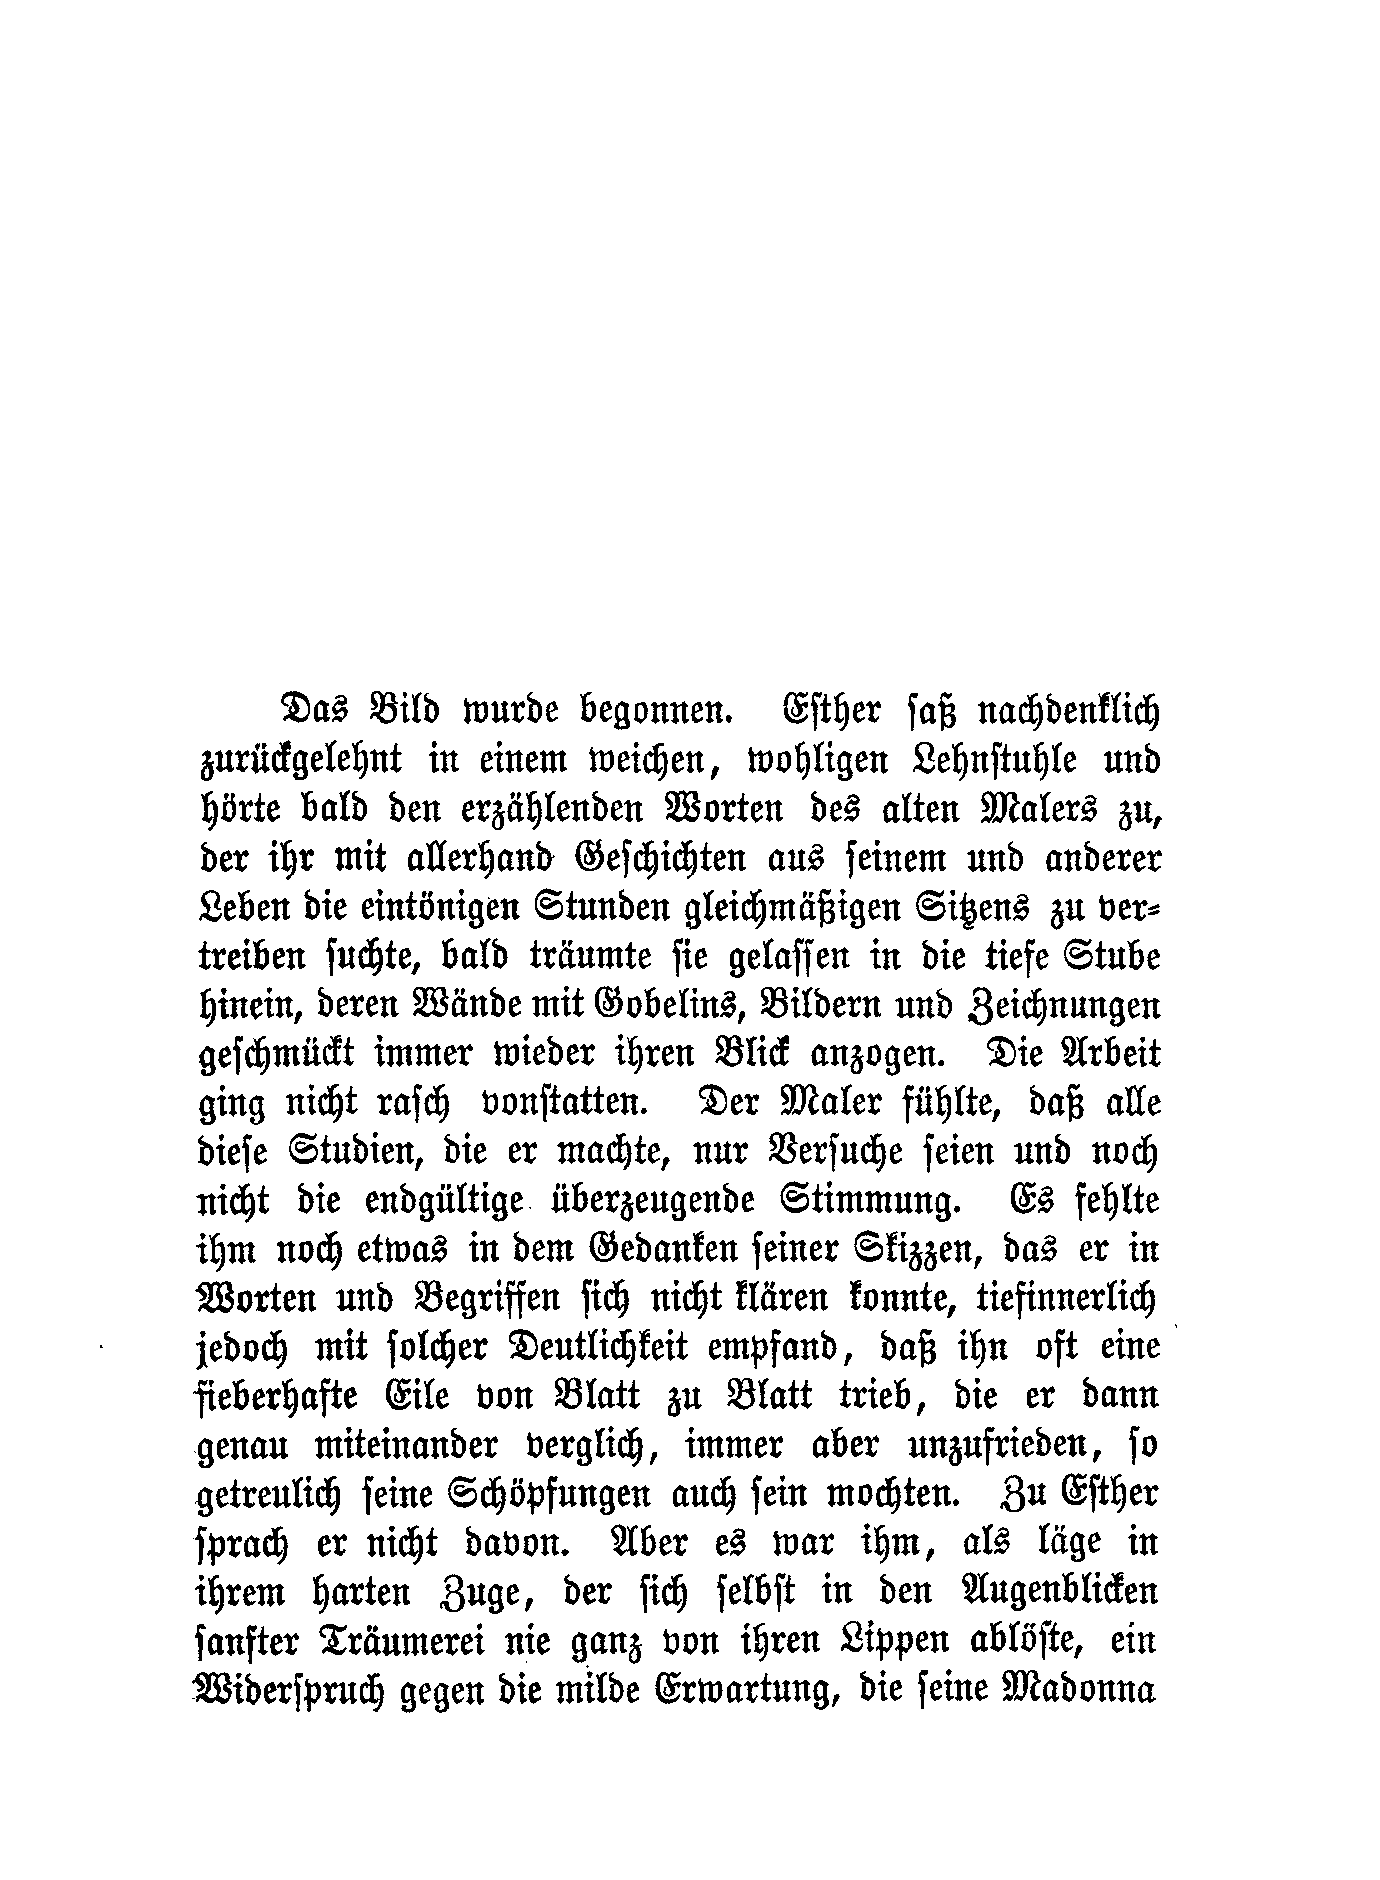 Das Bild wurde begonnen. Esther saß nachdenklich
zurückgelehnt in einem weichen, wohligen Lehnstuhle und
hörte bald den erzählenden Worten des alten Malers zu,
der ihr mit allerhand Geschichten aus seinem und anderer
Leben die eintönigen Stunden gleichmäßigen Sitzens zu ver-
treiben suchte, bald träumte sie gelassen in die tiefe Stube
hinein, deren Wände mit Gobelins, Bildern und Zeichnungen
geschmückt immer wieder ihren Blick anzogen. Die Arbeit
ging nicht rasch vonstatten. Der Maler fühlte, daß alle
diese Studien, die er machte, nur Versuche seien und noch
nicht die endgültige überzeugende Stimmung. Es fehlte
ihm noch etwas in dem Gedanken seiner Skizzen, das er in
Worten und Begriffen sich nicht klären konnte, tiefinnerlich
jedoch mit solcher Deutlichkeit empfand, daß ihn oft eine
fieberhafte Eile von Blatt zu Blatt trieb, die er dann
genau miteinander verglich, immer aber unzufrieden, so
getreulich seine Schöpfungen auch sein mochten. Zu Esther
sprach er nicht davon. Aber es war ihm, als läge in
ihrem harten Zuge, der sich selbst in den Augenblicken
sanfter Träumerei nie ganz von ihren Lippen ablöste, ein
Widerspruch gegen die milde Erwartung, die seine Madonna